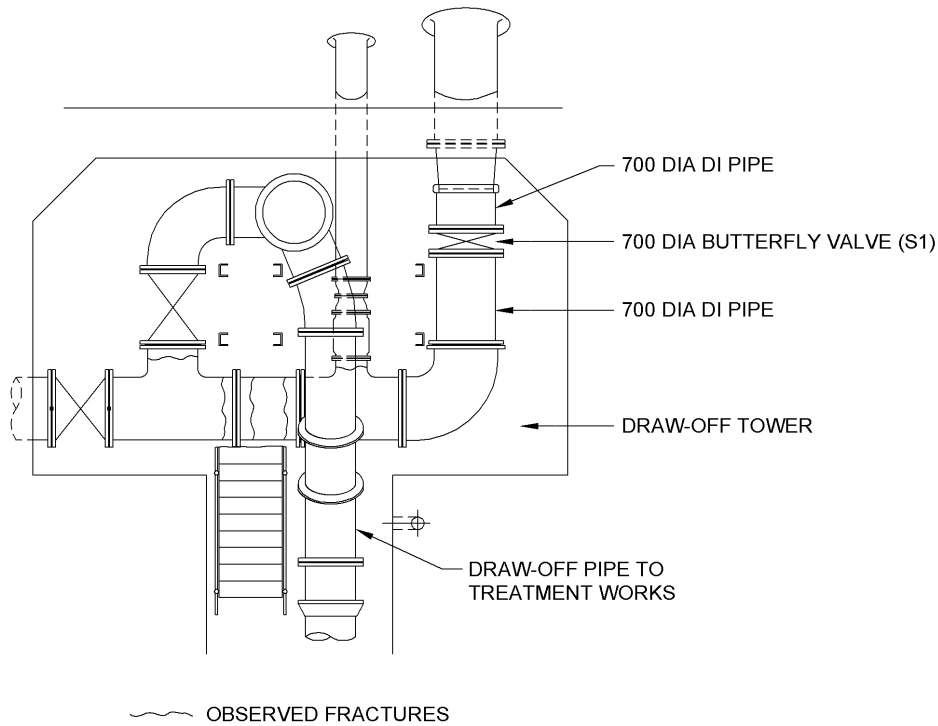 700 DIA DI PIPE
700 DIA BUTTERFLY VALVE (S1)
700 DIA DI PIPE
DRAW-OFF TOWER
DRAW-OFF PIPE TO
TREATMENT WORKS
OBSERVED FRACTURES